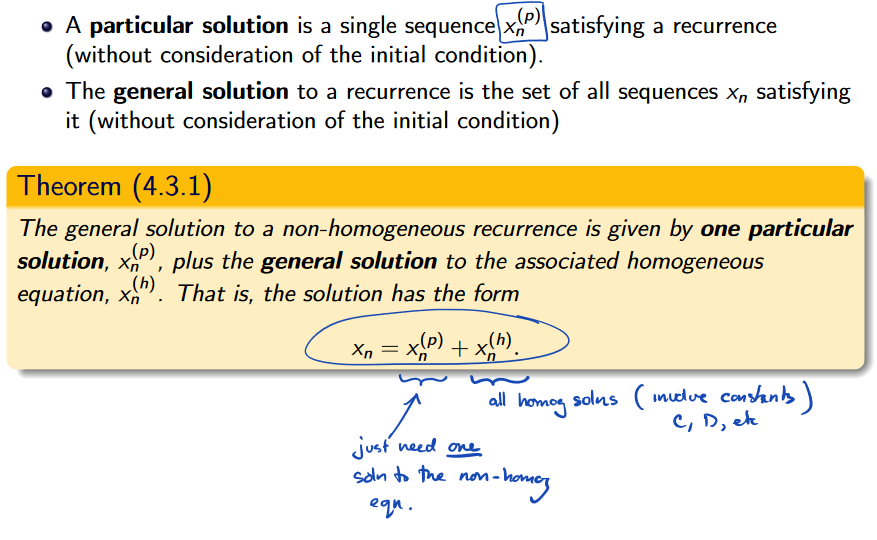 • A particular solution is a single sequence x_n^(p) satisfying a recurrence
(without consideration of the initial condition).
• The general solution to a recurrence is the set of all sequences x_n satisfying
it (without consideration of the initial condition)
Theorem (4.3.1)
The general solution to a non-homogeneous recurrence is given by one particular
solution, x_n^(p), plus the general solution to the associated homogeneous
equation, x_n^(h). That is, the solution has the form
x_n = x_n^(p) + x_n^(h).
all homog solns (involve constants)
C, D, etc
just need one
soln to the non-homog
eqn.